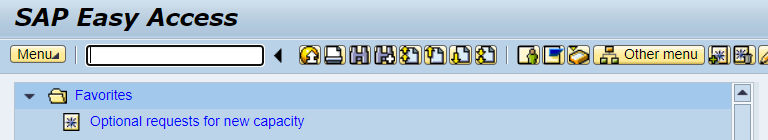 SAP Easy Access
Menu
Other menu
Favorites
Optional requests for new capacity